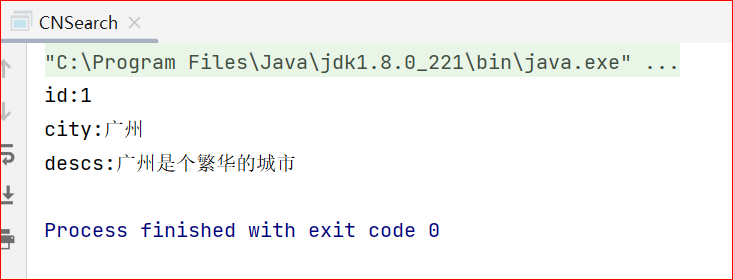 CNSearch
"C:\Program Files\Java\jdk1.8.0_221\bin\java.exe" ...
id:1
city:广州
descs:广州是个繁华的城市
Process finished with exit code 0